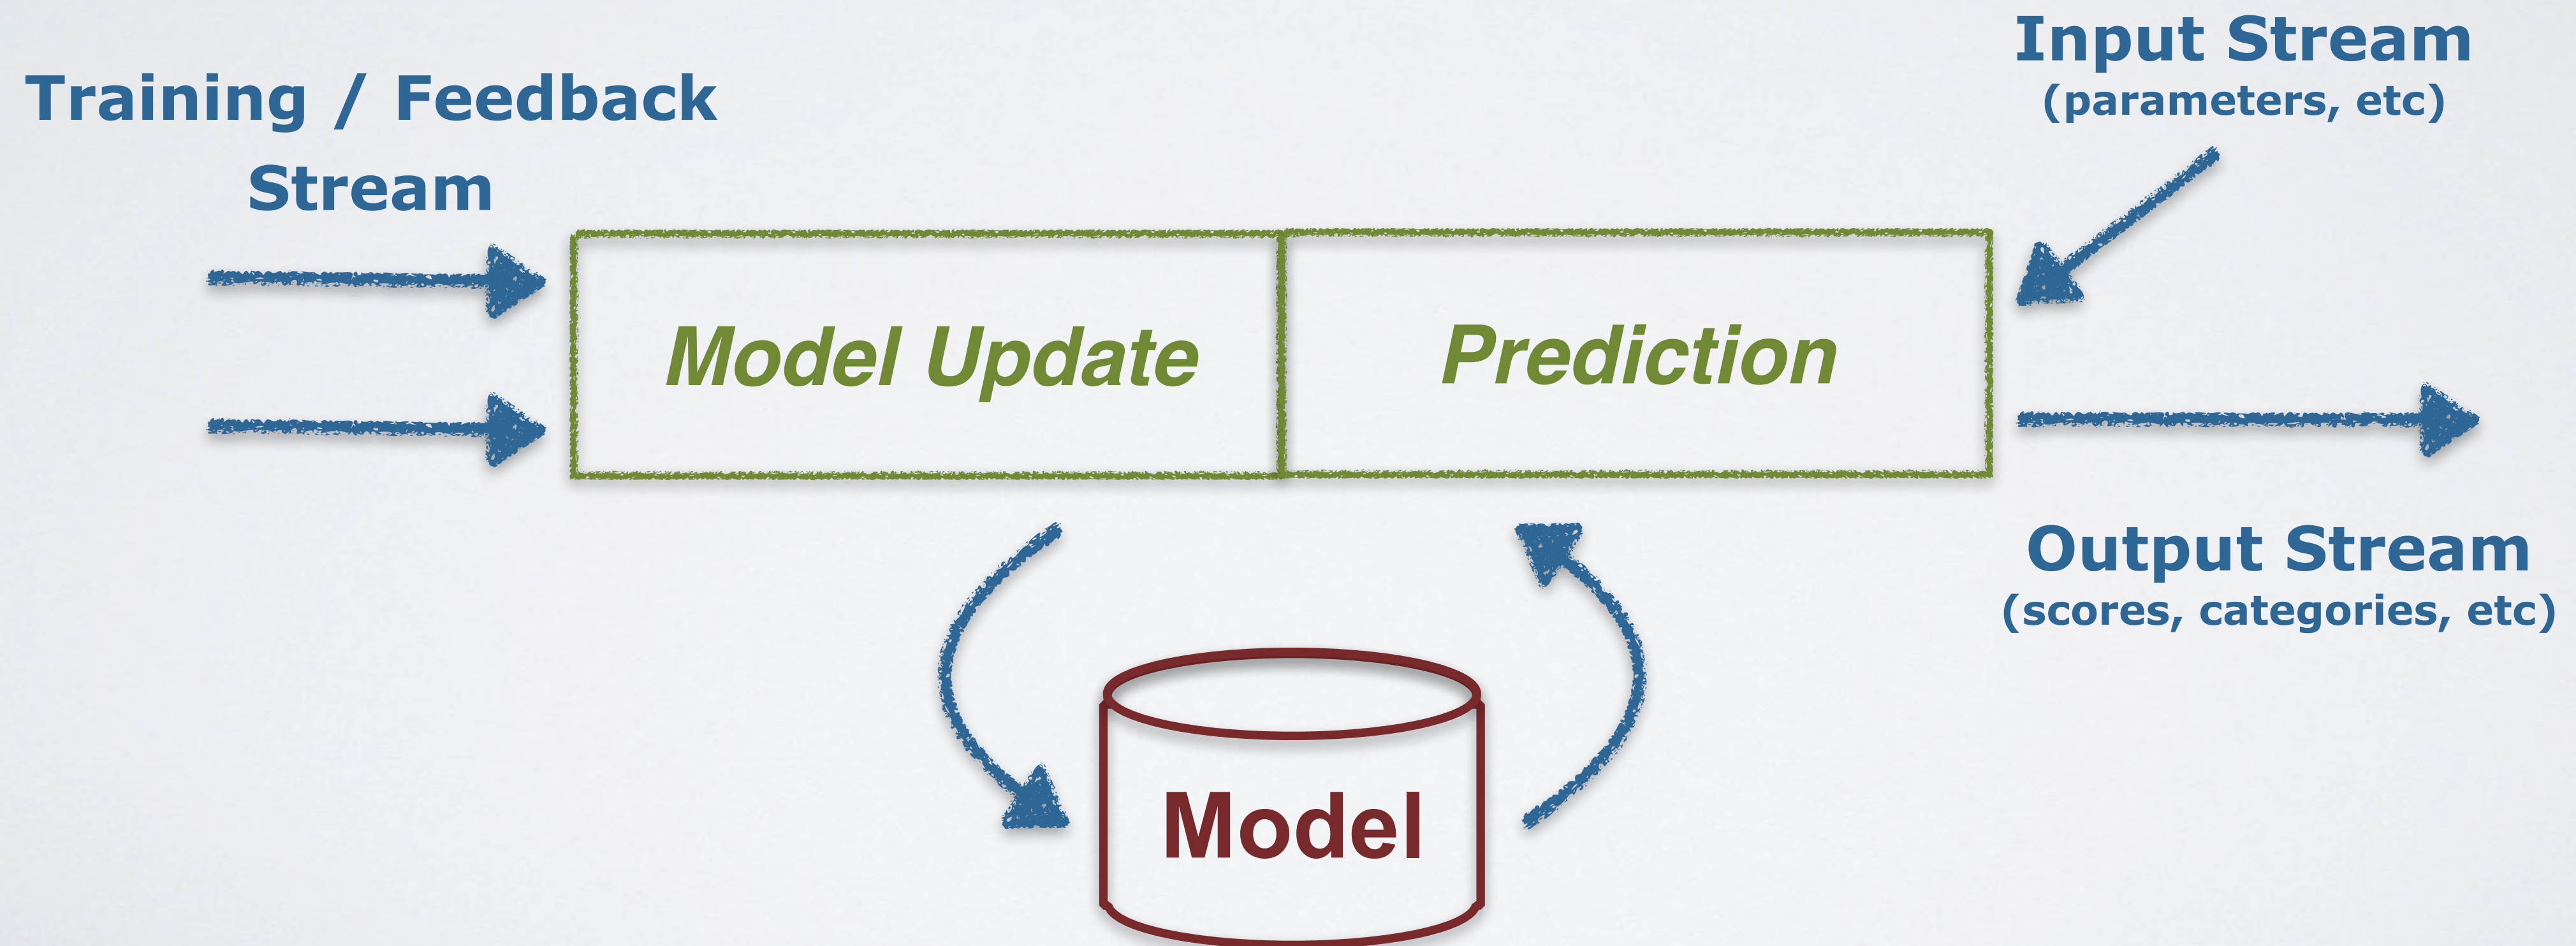 Training / Feedback
Stream
Input Stream
(parameters, etc)
Model Update
Prediction
Output Stream
(scores, categories, etc)
Model